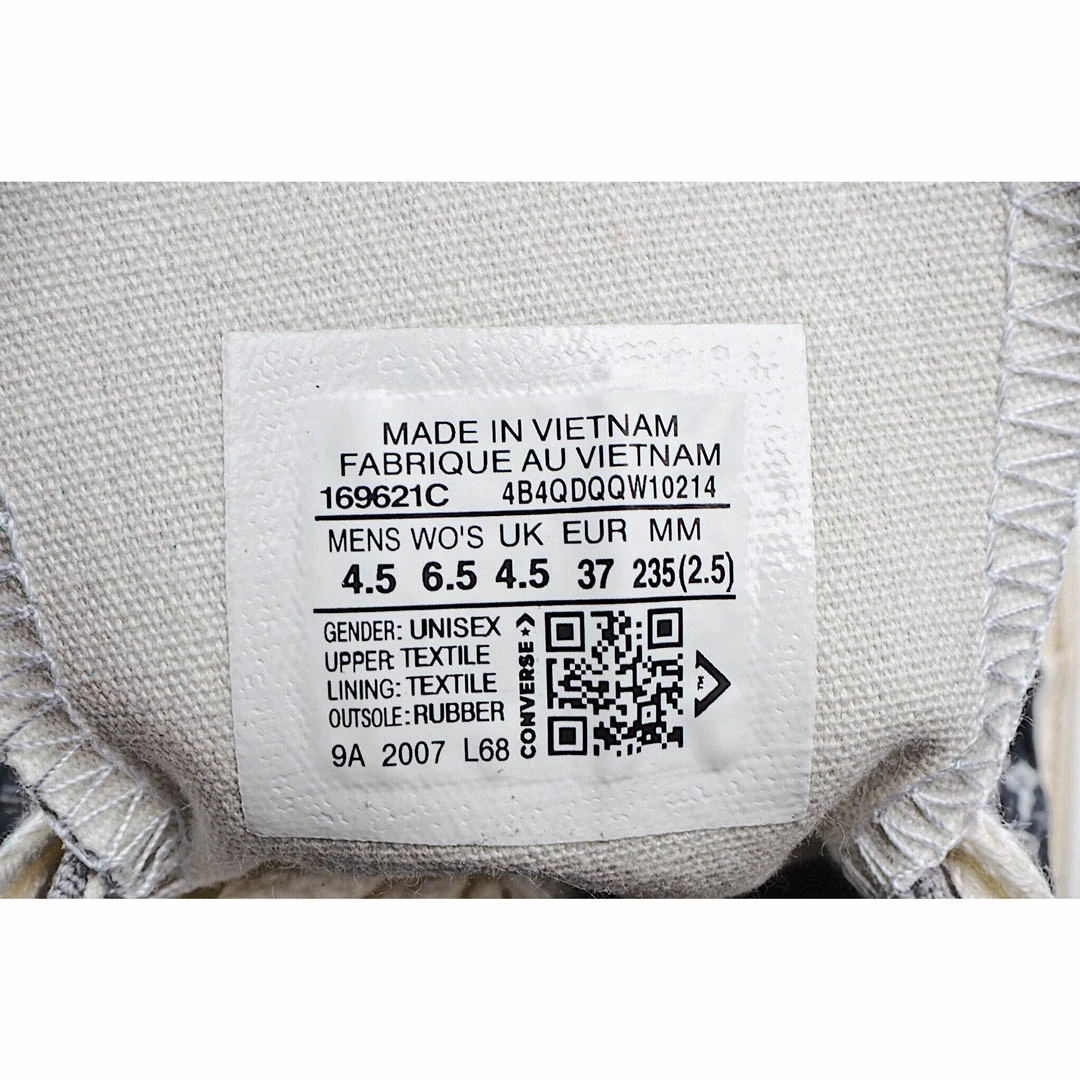 MADE IN VIETNAM
FABRIQUE AU VIETNAM
169621C 4B4QDQQW10214
MENS WO'S UK EUR MM
4.5 6.5 4.5 37 235(2.5)
GENDER: UNISEX
UPPER: TEXTILE
LINING: TEXTILE
OUTSOLE: RUBBER
9A 2007 L68
CONVERSE